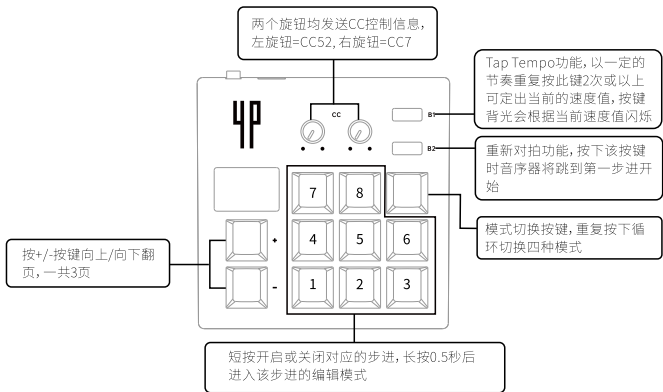 两个旋钮均发送CC控制信息，
左旋钮=CC52, 右旋钮=CC7
Tap Tempo功能，以一定的
节奏重复按此键2次或以上
可定出当前的速度值，按键
背光会根据当前速度值闪烁
4P
CC
B1
B2
重新对拍功能，按下该按键
时音序器将跳到第一步进开
始
7
8
模式切换按键，重复按下循
环切换四种模式
按+/-按键向上/向下翻
页，一共3页
+
4
5
6
-
1
2
3
短按开启或关闭对应的步进，长按0.5秒后
进入该步进的编辑模式